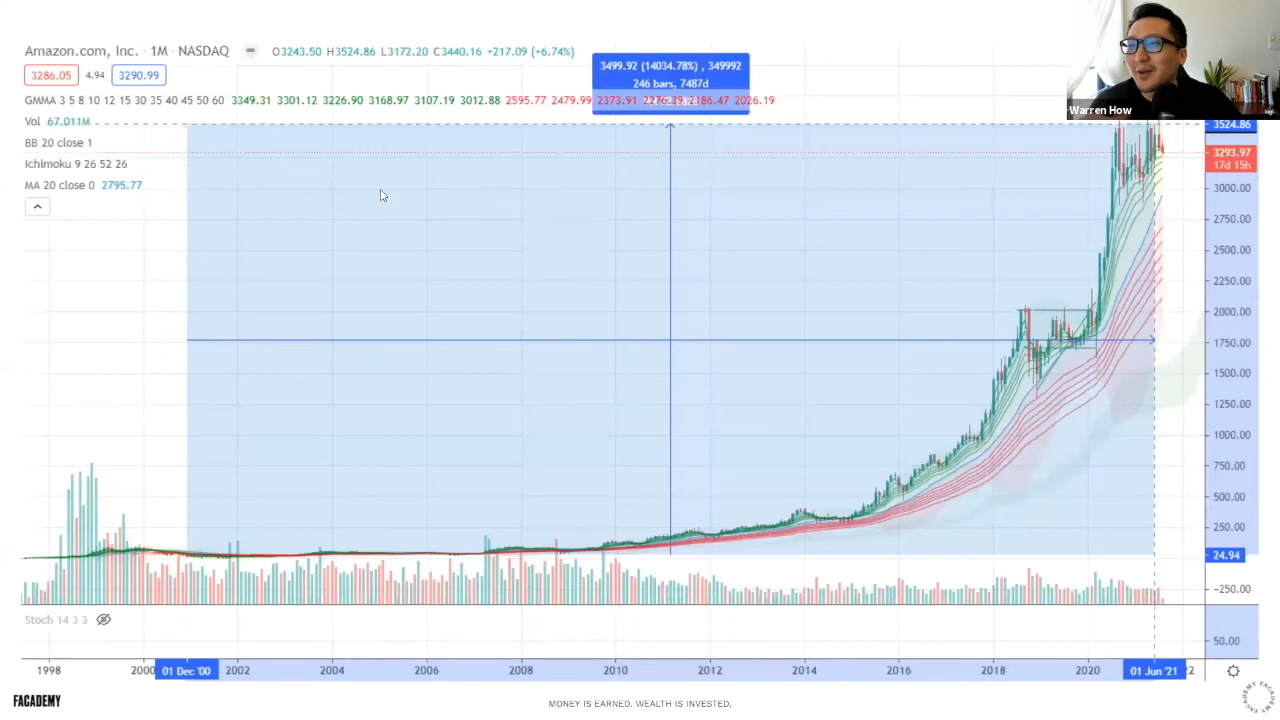 Amazon.com, Inc. · 1M · NASDAQ O3243.50 H3524.86 L3172.20 C3440.16 +217.09 (+6.74%)
3286.05 4.94 3290.99
GMMA 3 5 8 10 12 15 30 35 40 45 50 60 3349.31 3301.12 3226.90 3168.97 3107.19 3012.88 2595.77 2479.99 2373.91 2186.47 2026.19
Vol 67.011M
BB 20 close 1
Ichimoku 9 26 52 26
MA 20 close 0 2795.77
3499.92 (14034.78%) , 349992
246 bars, 7487d
Warren How
3524.86
3293.97
17d 15h
3000.00
2750.00
2500.00
2250.00
2000.00
1750.00
1500.00
1250.00
1000.00
750.00
500.00
250.00
24.94
−250.00
Stoch 14 3 3
50.00
1998 2000 01 Dec '00 2002 2004 2006 2008 2010 2012 2014 2016 2018 2020 01 Jun '21
FACADEMY
MONEY IS EARNED. WEALTH IS INVESTED.